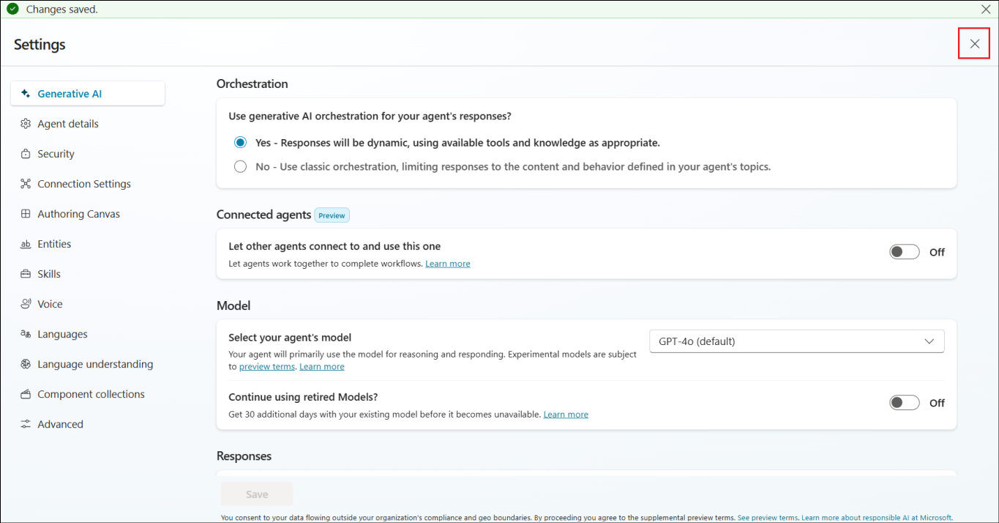 Changes saved.
Settings
Generative AI
Agent details
Security
Connection Settings
Authoring Canvas
Entities
Skills
Voice
Languages
Language understanding
Component collections
Advanced
Orchestration
Use generative AI orchestration for your agent's responses?
Yes - Responses will be dynamic, using available tools and knowledge as appropriate.
No - Use classic orchestration, limiting responses to the content and behavior defined in your agent's topics.
Connected agents Preview
Let other agents connect to and use this one
Let agents work together to complete workflows. Learn more
Off
Model
Select your agent's model
Your agent will primarily use the model for reasoning and responding. Experimental models are subject
to preview terms. Learn more
GPT-4o (default)
Continue using retired Models?
Get 30 additional days with your existing model before it becomes unavailable. Learn more
Off
Responses
Save
You consent to your data flowing outside your organization's compliance and geo boundaries. By proceeding you agree to the supplemental preview terms. See preview terms. Learn more about responsible AI at Microsoft.